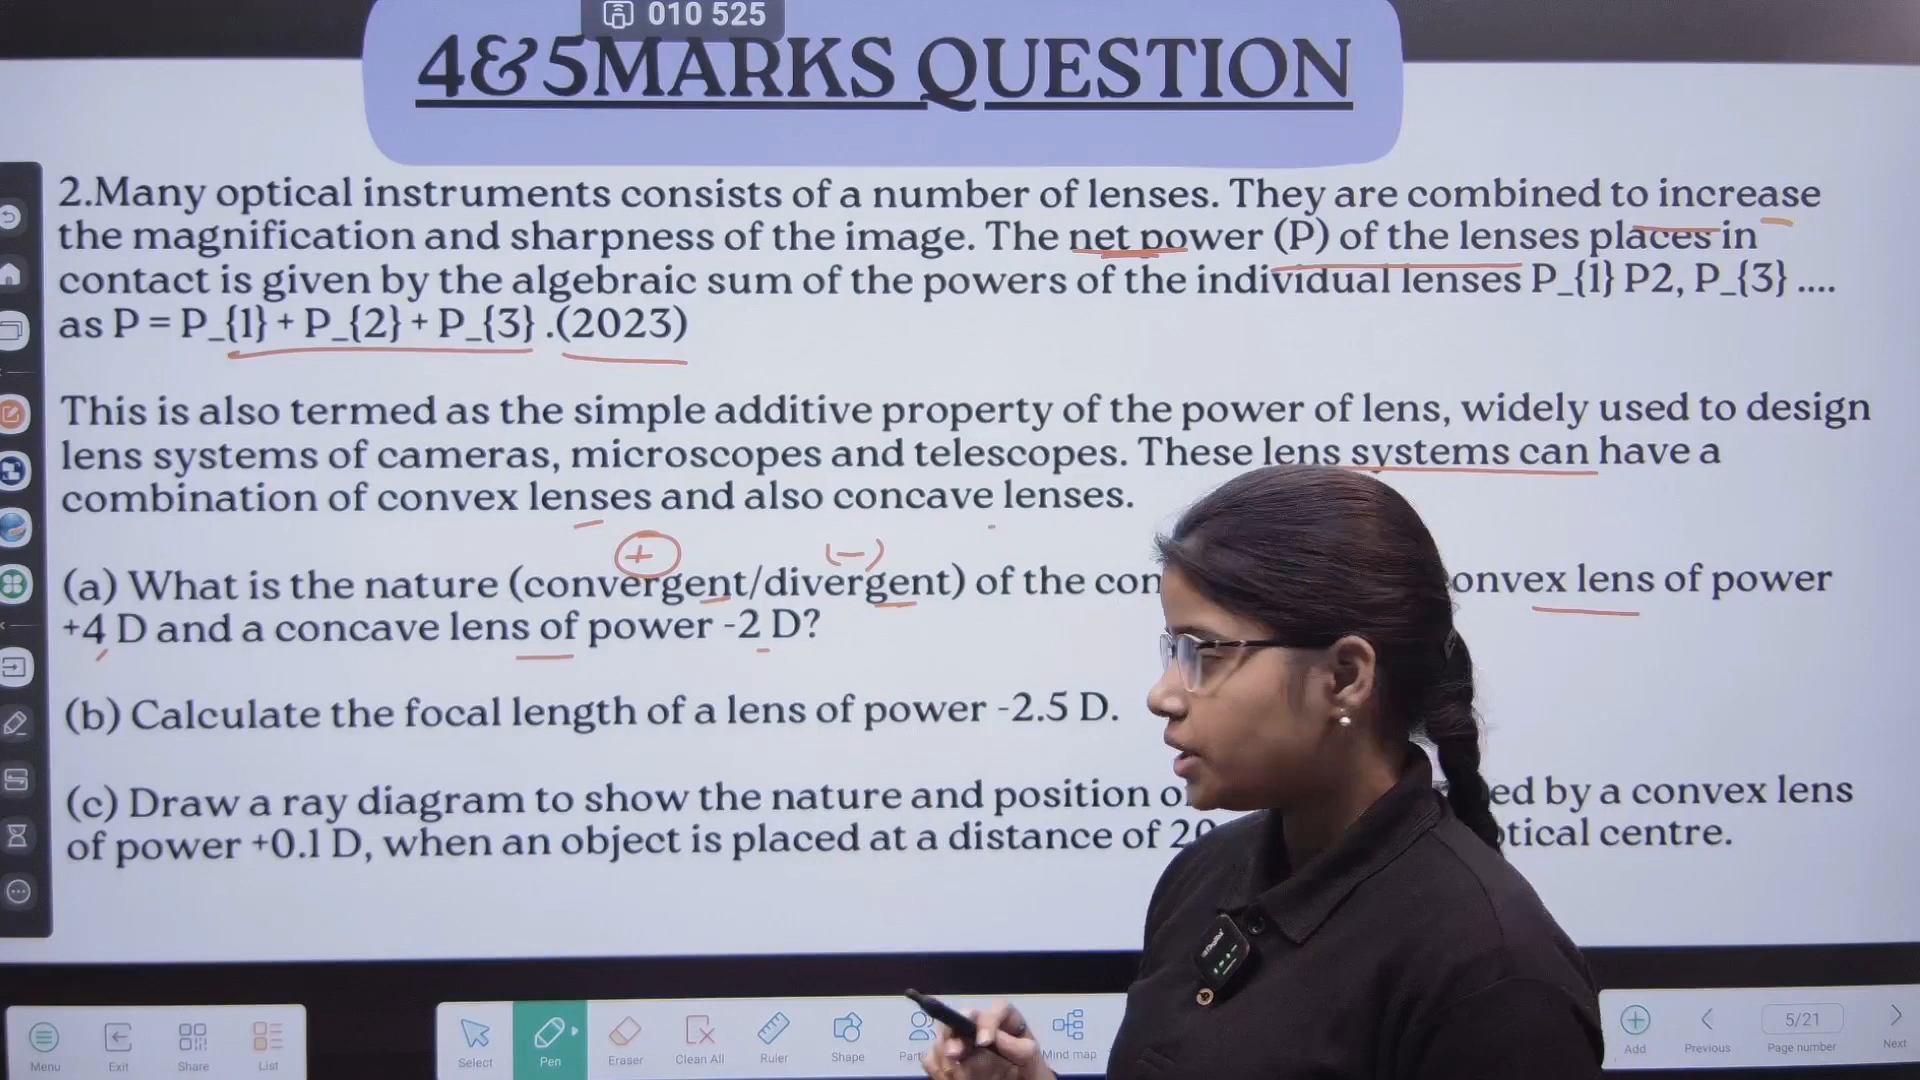 010 525
4&5MARKS QUESTION
2.Many optical instruments consists of a number of lenses. They are combined to increase
the magnification and sharpness of the image. The net power (P) of the lenses places in
contact is given by the algebraic sum of the powers of the individual lenses P_{1} P2, P_{3} ....
as P = P_{1} + P_{2} + P_{3} .(2023)
This is also termed as the simple additive property of the power of lens, widely used to design
lens systems of cameras, microscopes and telescopes. These lens systems can have a
combination of convex lenses and also concave lenses.
+ (-)
(a) What is the nature (convergent/divergent) of the con onvex lens of power
+4 D and a concave lens of power -2 D?
(b) Calculate the focal length of a lens of power -2.5 D.
(c) Draw a ray diagram to show the nature and position o ed by a convex lens
of power +0.1 D, when an object is placed at a distance of 20 ptical centre.
Menu Exit Share List Select Pen Eraser Clean All Ruler Shape Mind map Add Previous 5/21 Page number Next